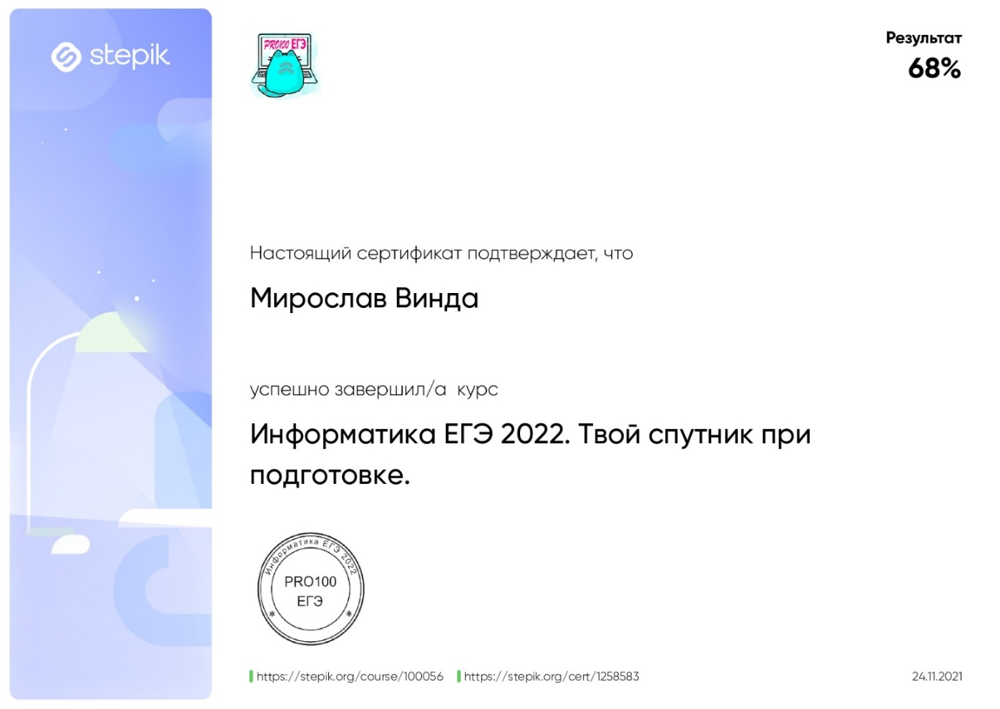 stepik
PRO100 ЕГЭ
Результат
68%
Настоящий сертификат подтверждает, что
Мирослав Винда
успешно завершил/а курс
Информатика ЕГЭ 2022. Твой спутник при
подготовке.
Информатика ЕГЭ 2022
PRO100
ЕГЭ
https://stepik.org/course/100056 https://stepik.org/cert/1258583
24.11.2021